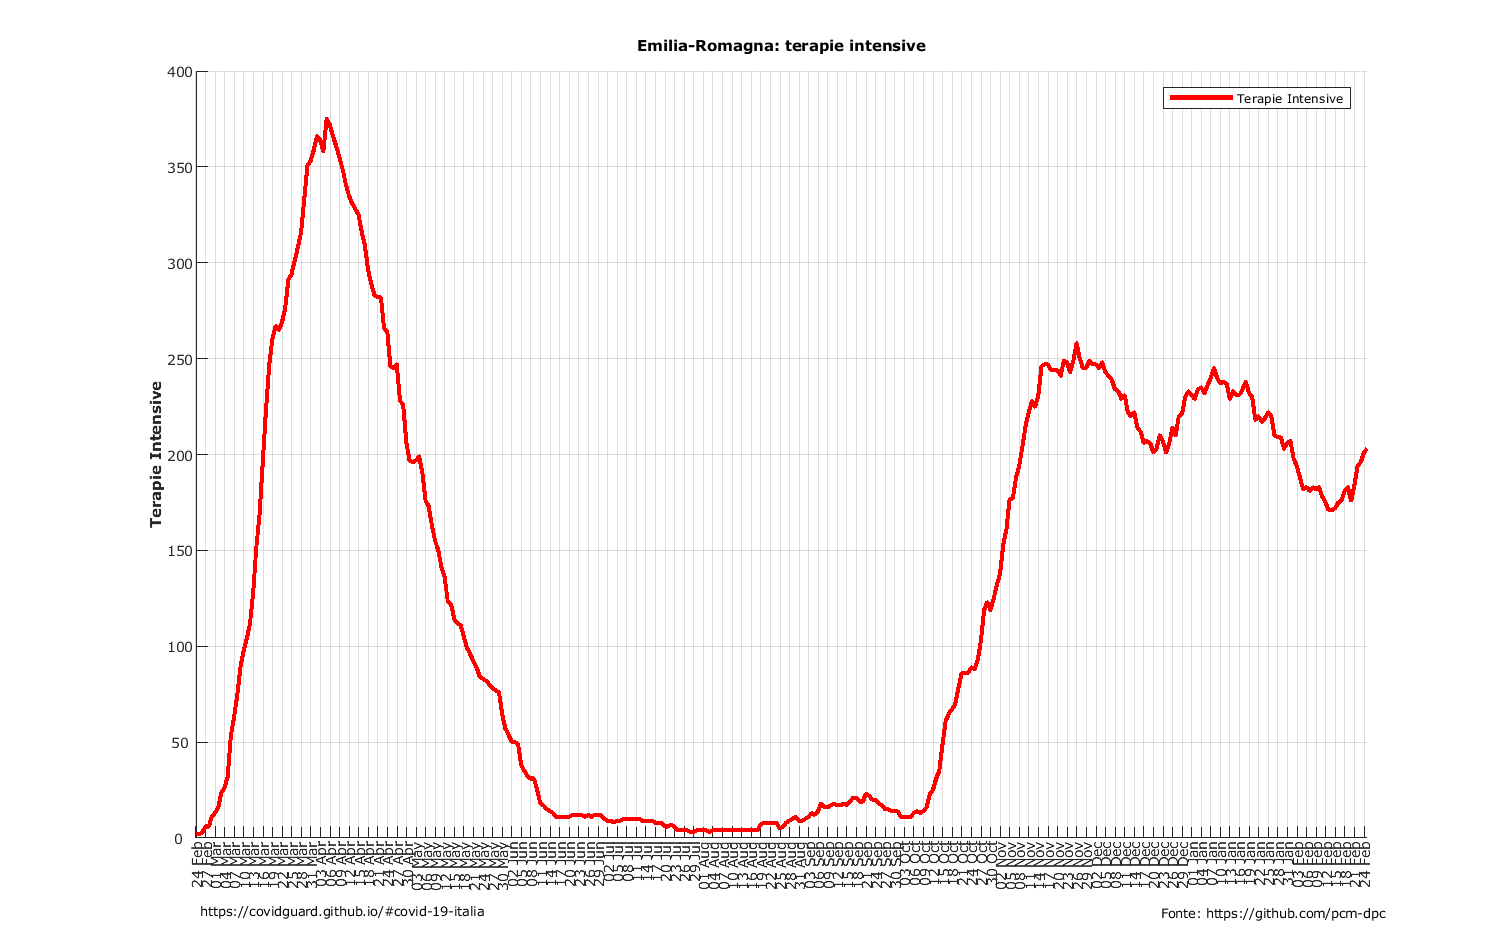 Emilia-Romagna: terapie intensive
Terapie Intensive
400
350
300
250
200
150
100
50
0
Terapie Intensive
24 Feb
27 Feb
01 Mar
04 Mar
07 Mar
10 Mar
13 Mar
16 Mar
19 Mar
22 Mar
25 Mar
28 Mar
31 Mar
03 Apr
06 Apr
09 Apr
12 Apr
15 Apr
18 Apr
21 Apr
24 Apr
27 Apr
30 Apr
03 May
06 May
09 May
12 May
15 May
18 May
21 May
24 May
27 May
30 May
02 Jun
05 Jun
08 Jun
11 Jun
14 Jun
17 Jun
20 Jun
23 Jun
26 Jun
29 Jun
02 Jul
05 Jul
08 Jul
11 Jul
14 Jul
17 Jul
20 Jul
23 Jul
26 Jul
29 Jul
01 Aug
04 Aug
07 Aug
10 Aug
13 Aug
16 Aug
19 Aug
22 Aug
25 Aug
28 Aug
31 Aug
03 Sep
06 Sep
09 Sep
12 Sep
15 Sep
18 Sep
21 Sep
24 Sep
27 Sep
30 Sep
03 Oct
06 Oct
09 Oct
12 Oct
15 Oct
18 Oct
21 Oct
24 Oct
27 Oct
30 Oct
02 Nov
05 Nov
08 Nov
11 Nov
14 Nov
17 Nov
20 Nov
23 Nov
26 Nov
29 Nov
02 Dec
05 Dec
08 Dec
11 Dec
14 Dec
17 Dec
20 Dec
23 Dec
26 Dec
29 Dec
01 Jan
04 Jan
07 Jan
10 Jan
13 Jan
16 Jan
19 Jan
22 Jan
25 Jan
28 Jan
31 Jan
03 Feb
06 Feb
09 Feb
12 Feb
15 Feb
18 Feb
21 Feb
24 Feb
https://covidguard.github.io/#covid-19-italia
Fonte: https://github.com/pcm-dpc